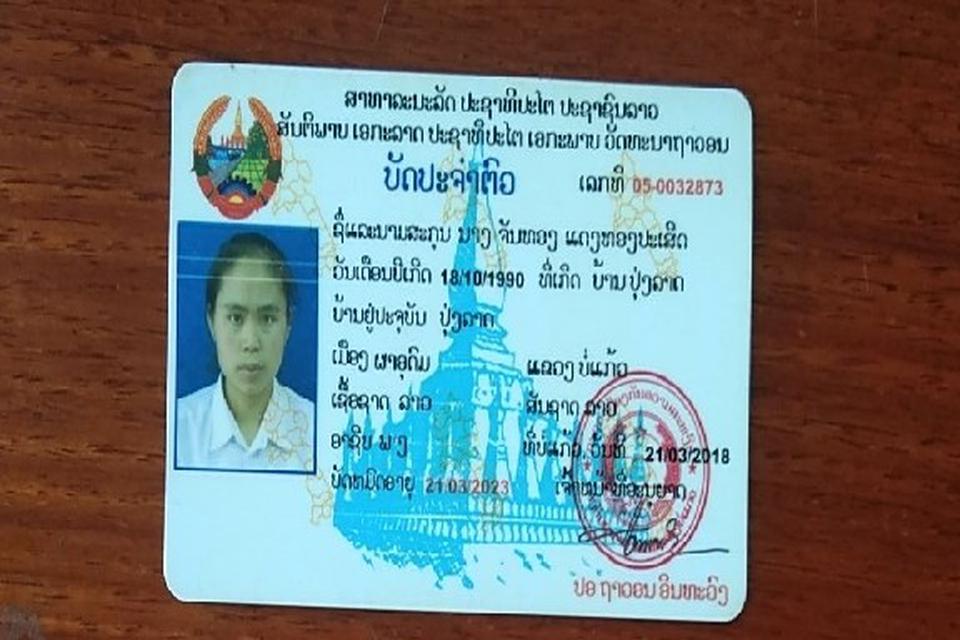 ສາທາລະນະລັດ ປະຊາທິປະໄຕ ປະຊາຊົນລາວ
ສັນຕິພາບ ເອກະລາດ ປະຊາທິປະໄຕ ເອກະພາບ ວັດທະນາຖາວອນ
ບັດປະຈຳຕົວ ເລກທີ 05-0032873
ຊື່ແລະນາມສະກຸນ ນາງ ຈັນທອງ ແດງທອງປະເສີດ
ວັນເດືອນປີເກີດ 18/10/1990 ທີ່ເກີດ ບ້ານ ປຸ່ງລາດ
ບ້ານຢູ່ປະຈຸບັນ ປຸ່ງລາດ
ເມືອງ ຜາອຸດົມ ແຂວງ ບໍ່ແກ້ວ
ເຊື້ອຊາດ ລາວ ສັນຊາດ ລາວ
ອາຊີບ ພ/ງ ທີ່ບໍ່ແກ້ວ, ວັນທີ 21/03/2018
ບັດຫມົດອາຍຸ 21/03/2023 ເຈົ້າຫນ້າທີ່ອະນຸຍາດ
ປອ ຖາວອນ ອິນທະວົງ